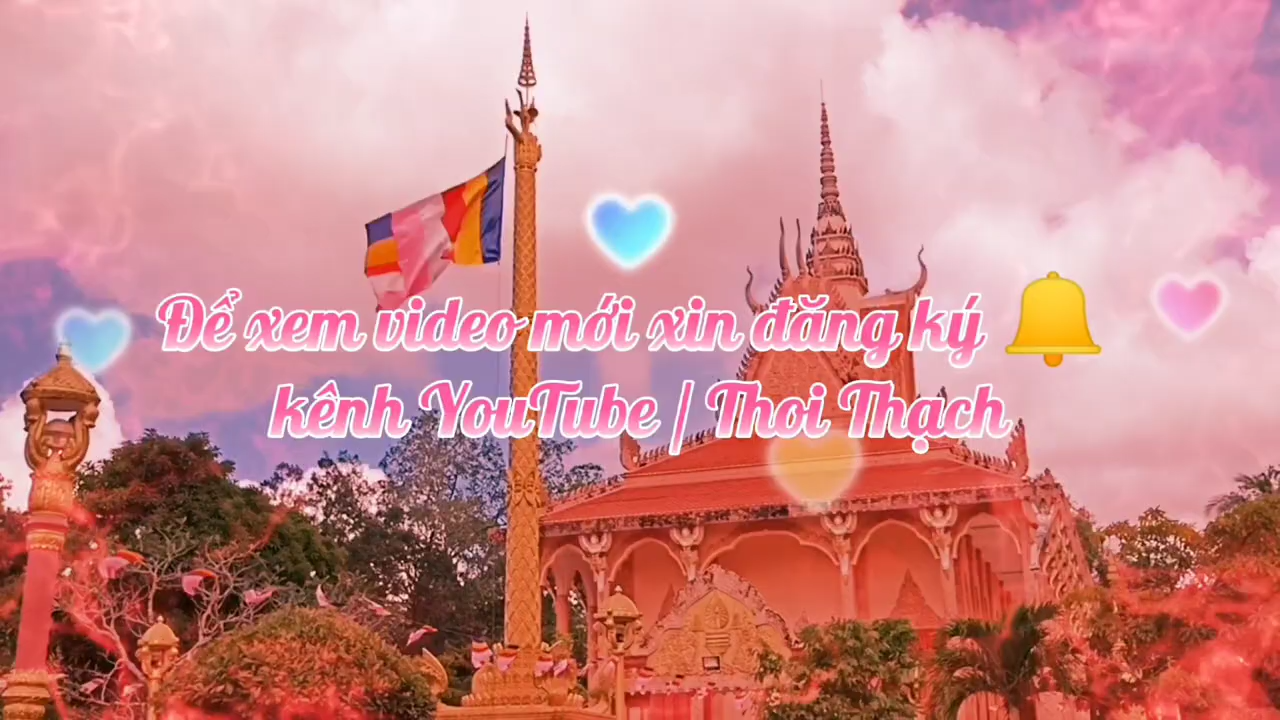 Để xem video mới xin đăng ký 🔔
kênh YouTube / Thoi Thạch